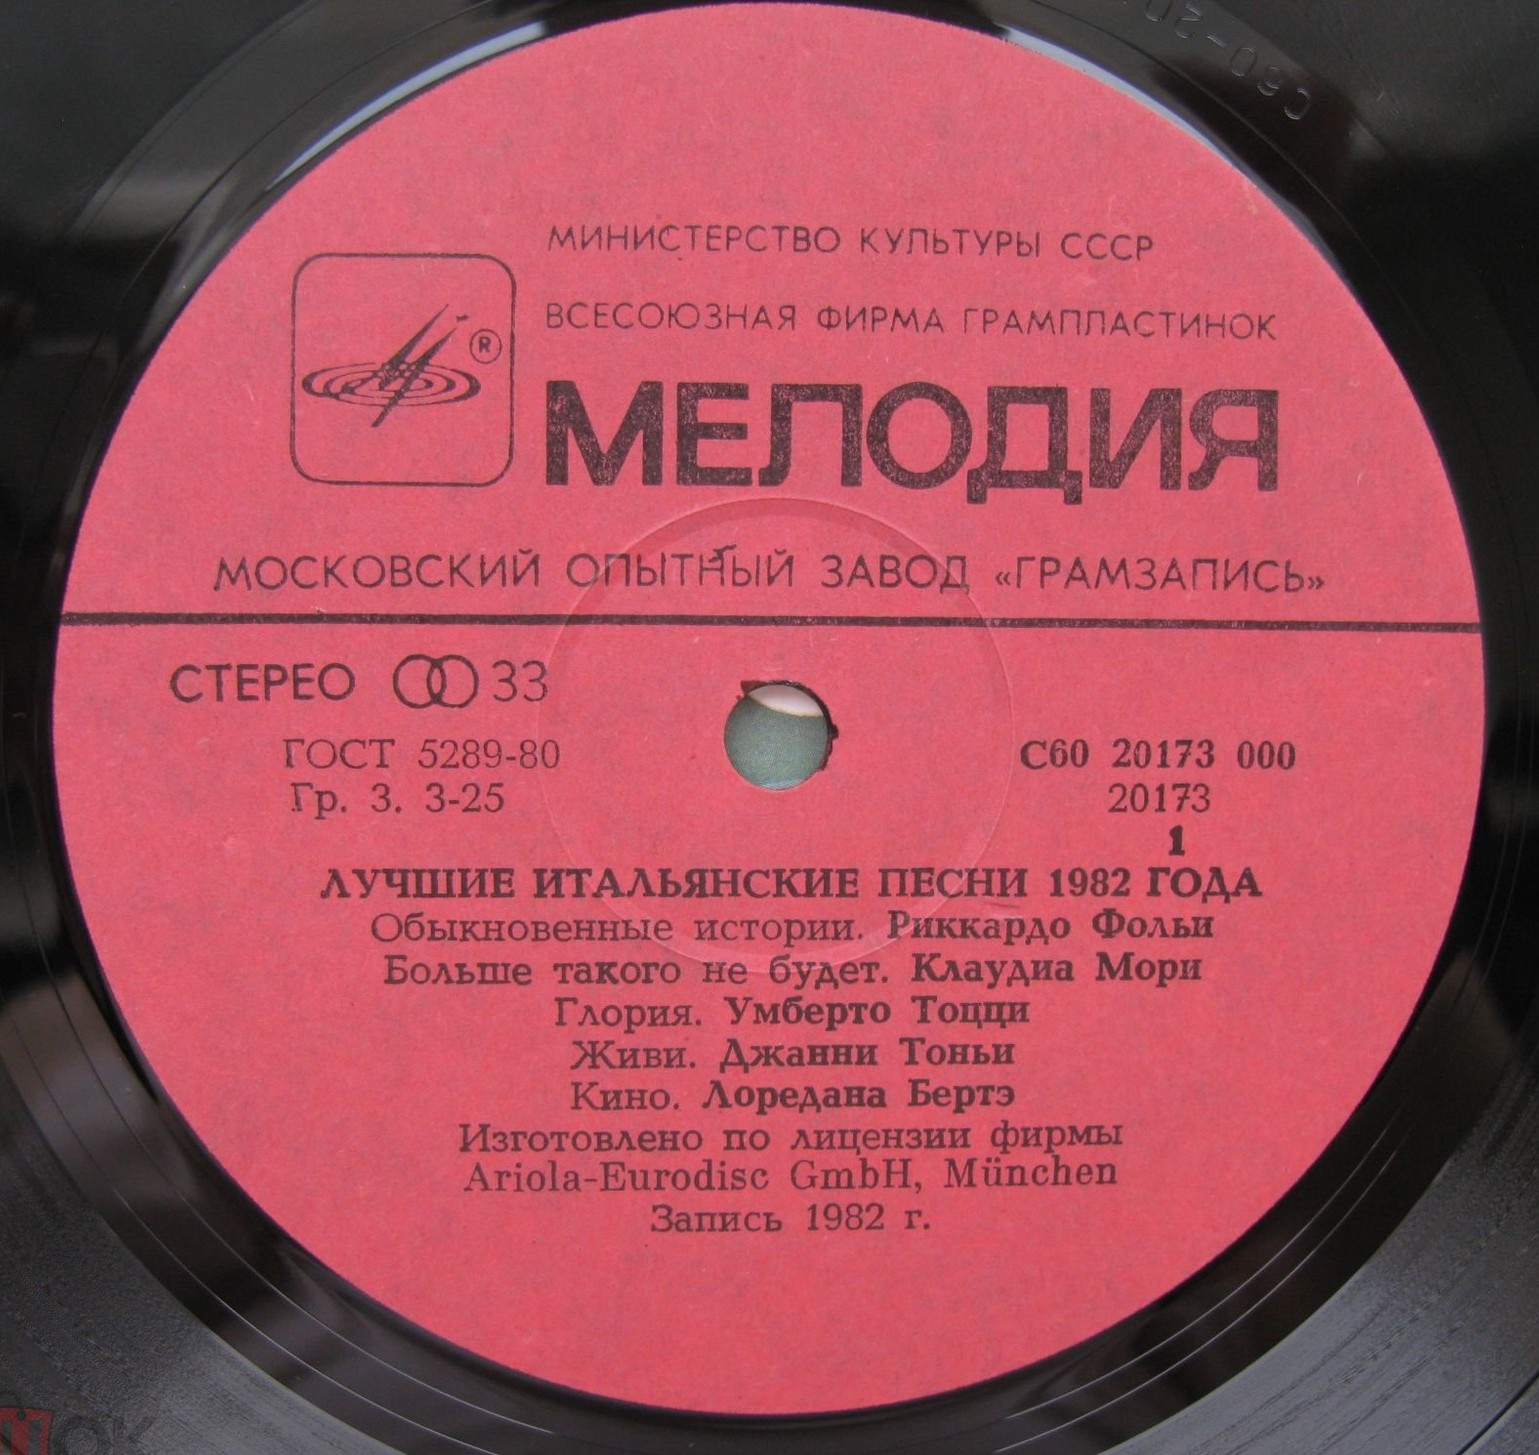 С60-20
МИНИСТЕРСТВО КУЛЬТУРЫ СССР
ВСЕСОЮЗНАЯ ФИРМА ГРАМПЛАСТИНОК
®
МЕЛОДИЯ
МОСКОВСКИЙ ОПЫТНЫЙ ЗАВОД «ГРАМЗАПИСЬ»
СТЕРЕО 33
ГОСТ 5289-80 С60 20173 000
Гр. 3. 3-25 20173
1
ЛУЧШИЕ ИТАЛЬЯНСКИЕ ПЕСНИ 1982 ГОДА
Обыкновенные истории. Риккардо Фольи
Больше такого не будет. Клаудиа Мори
Глория. Умберто Тоцци
Живи. Джанни Тоньи
Кино. Лоредана Бертэ
Изготовлено по лицензии фирмы
Ariola-Eurodisc GmbH, München
Запись 1982 г.